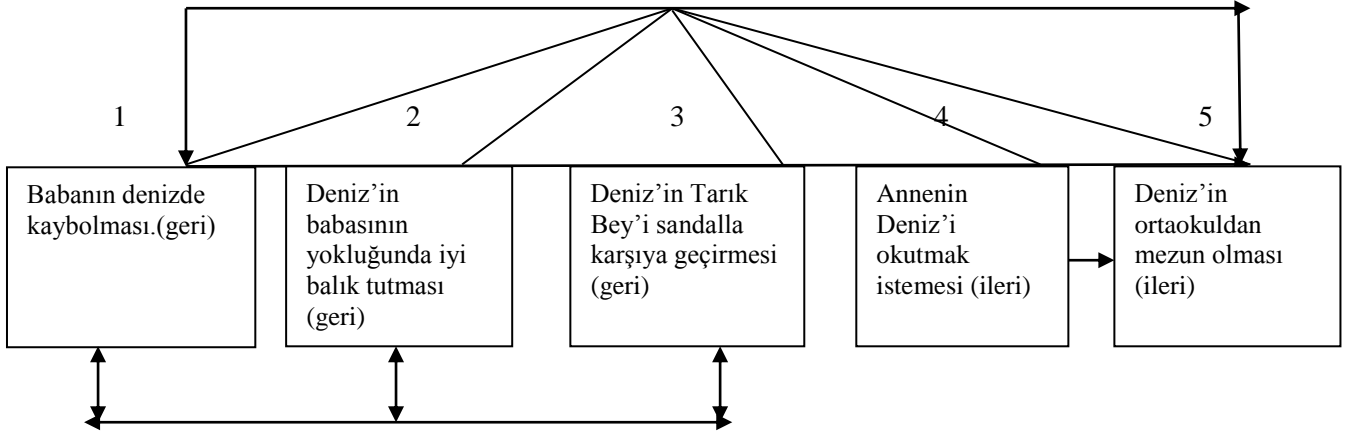 1 2 3 4 5
Babanın denizde
kaybolması.(geri)
Deniz’in
babasının
yokluğunda iyi
balık tutması
(geri)
Deniz’in Tarık
Bey’i sandalla
karşıya geçirmesi
(geri)
Annenin
Deniz’i
okutmak
istemesi (ileri)
Deniz’in
ortaokuldan
mezun olması
(ileri)